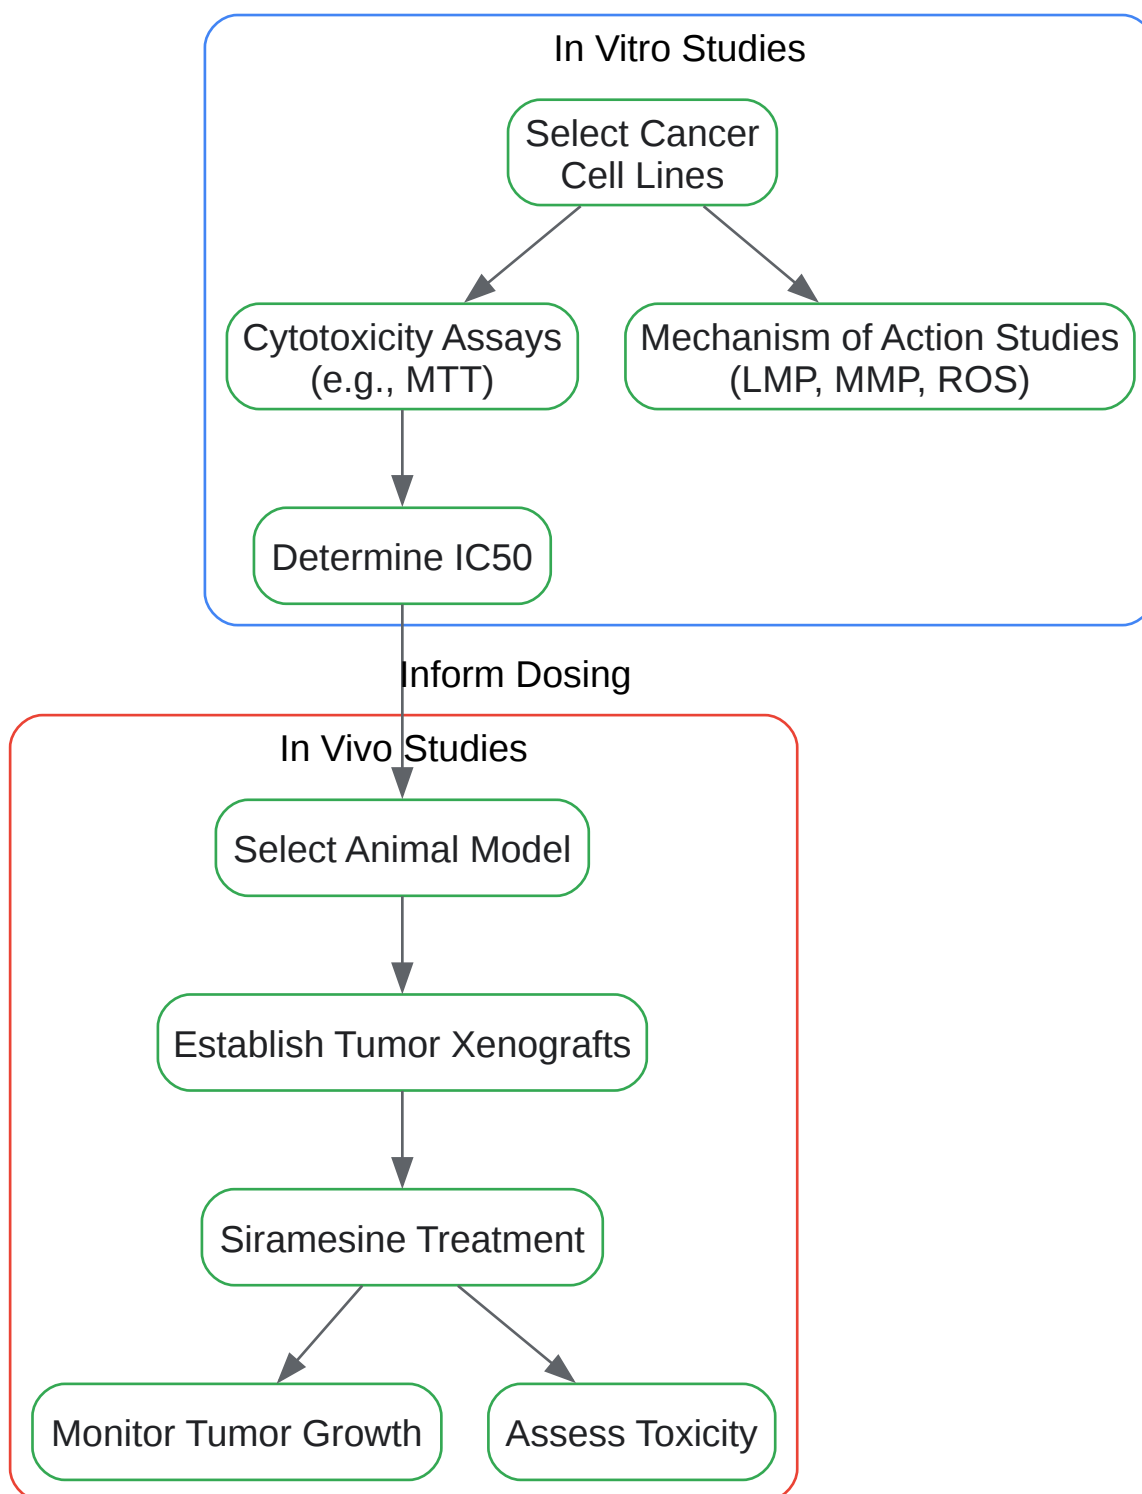 In Vitro Studies
Select Cancer
Cell Lines
Cytotoxicity Assays
(e.g., MTT)
Mechanism of Action Studies
(LMP, MMP, ROS)
Determine IC50
Inform Dosing
In Vivo Studies
Select Animal Model
Establish Tumor Xenografts
Siramesine Treatment
Monitor Tumor Growth
Assess Toxicity